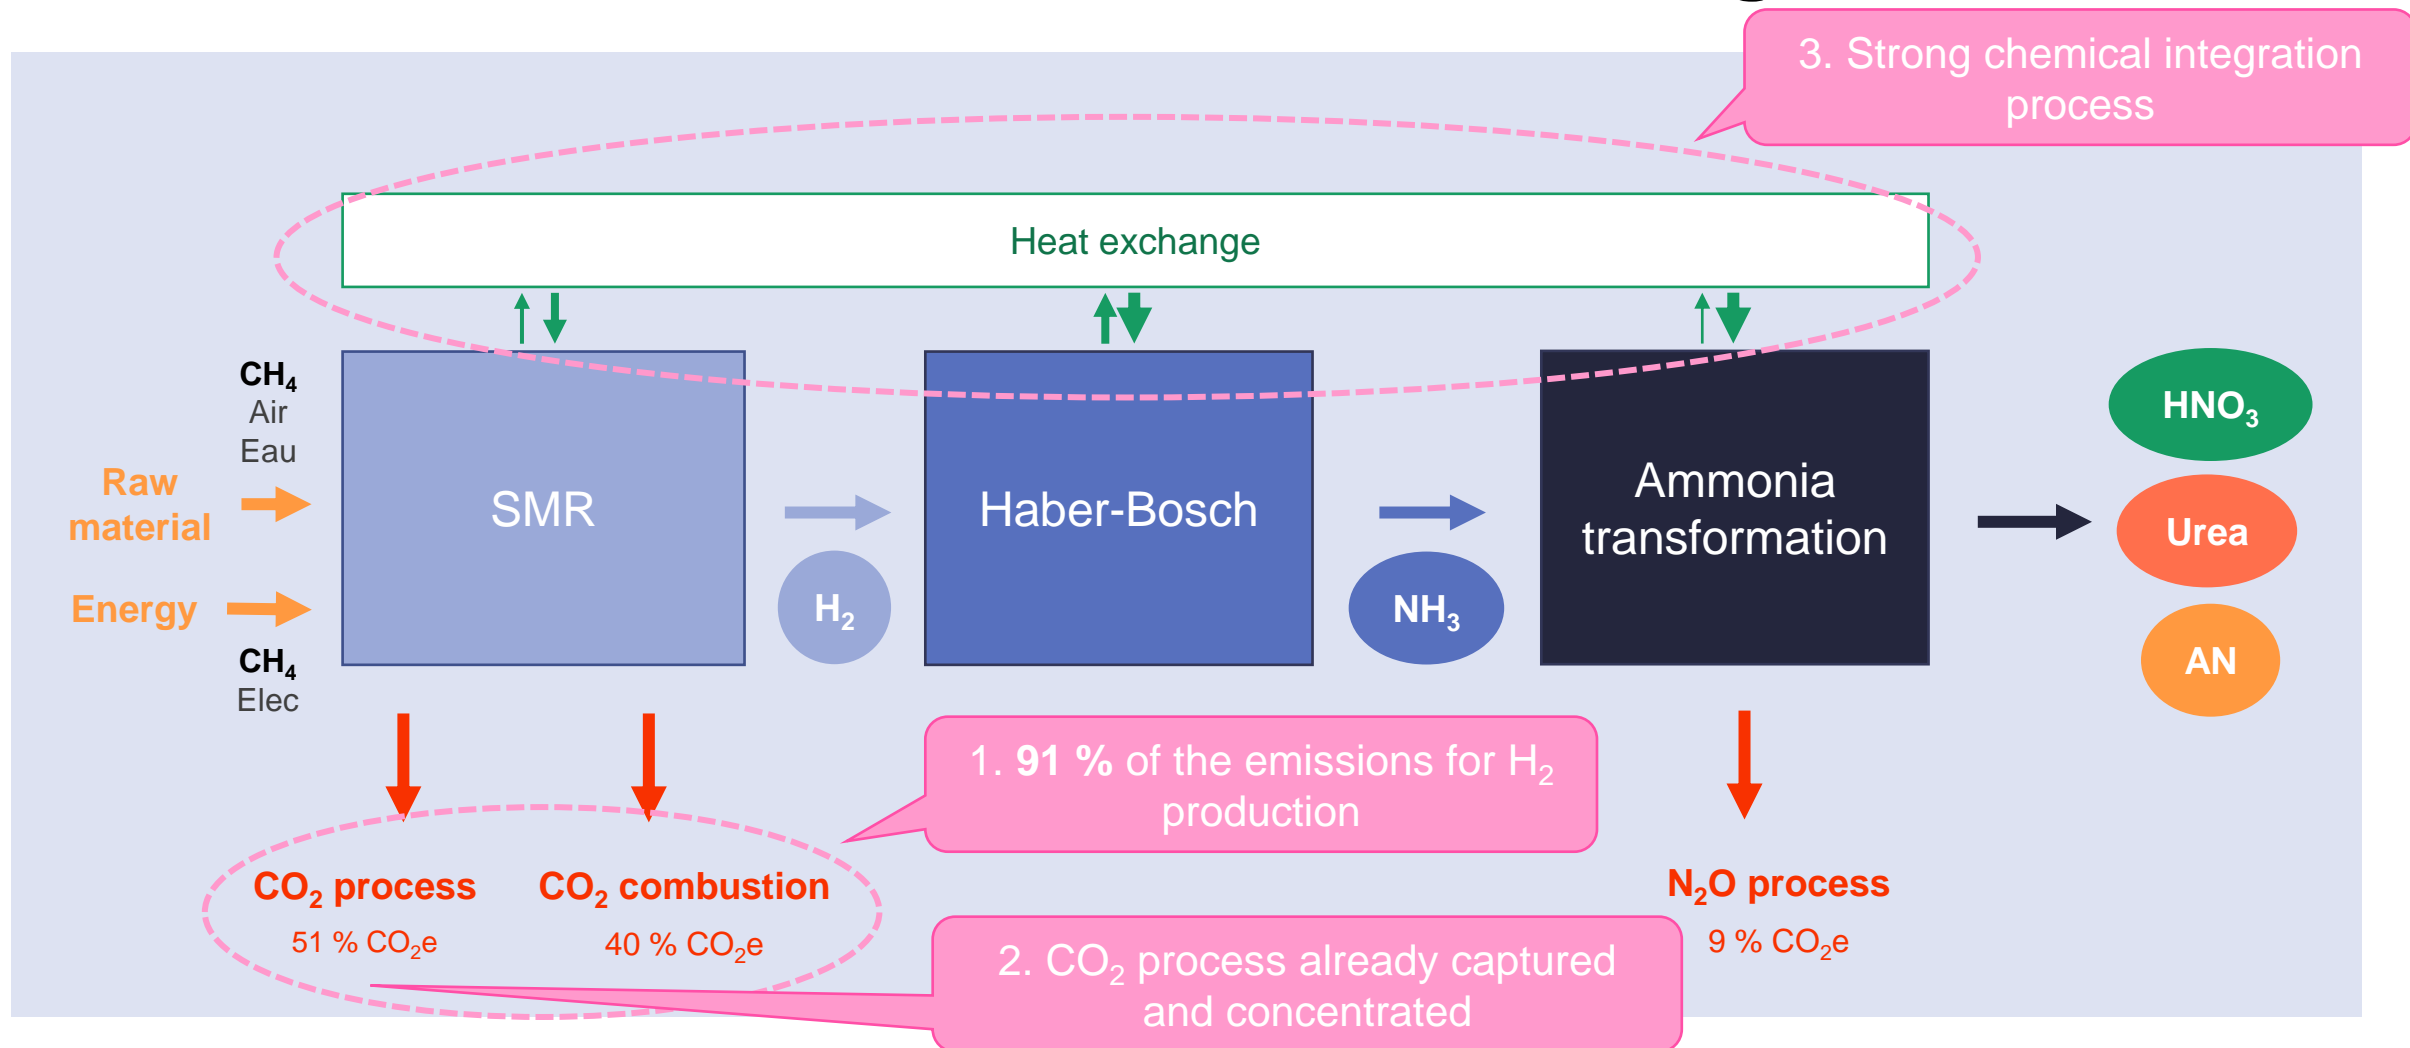 3. Strong chemical integration
process
Heat exchange
CH₄
Air
Eau
Raw
material
Energy
CH₄
Elec
SMR
H₂
Haber-Bosch
NH₃
Ammonia
transformation
HNO₃
Urea
AN
1. 91 % of the emissions for H₂
production
CO₂ process
51 % CO₂e
CO₂ combustion
40 % CO₂e
N₂O process
9 % CO₂e
2. CO₂ process already captured
and concentrated